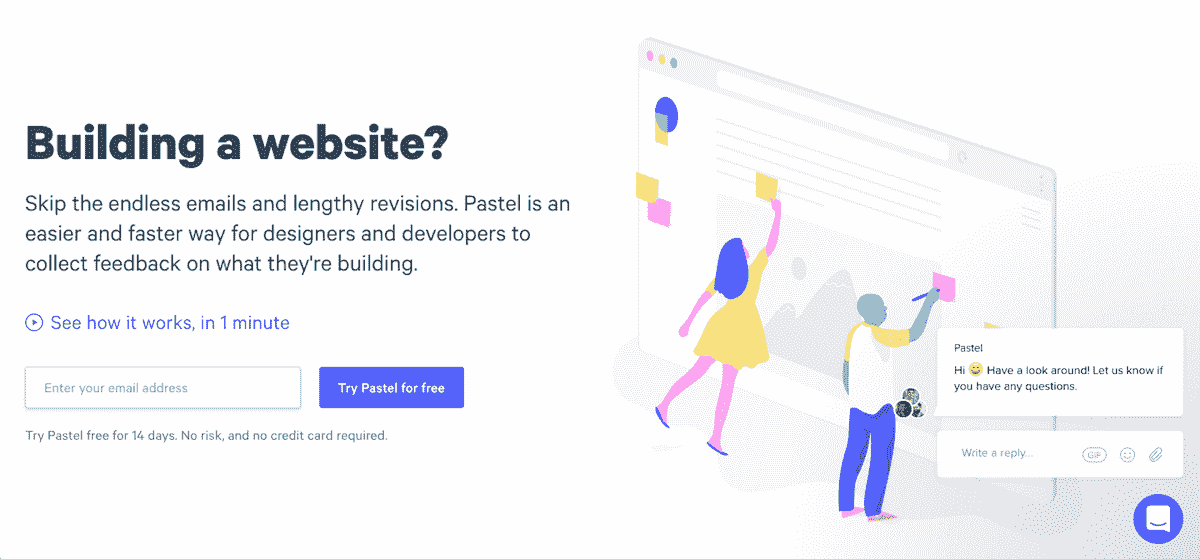 Building a website?
Skip the endless emails and lengthy revisions. Pastel is an
easier and faster way for designers and developers to
collect feedback on what they're building.
See how it works, in 1 minute
Enter your email address
Try Pastel for free
Try Pastel free for 14 days. No risk, and no credit card required.
Pastel
Hi 😄 Have a look around! Let us know if
you have any questions.
Write a reply...
GIF